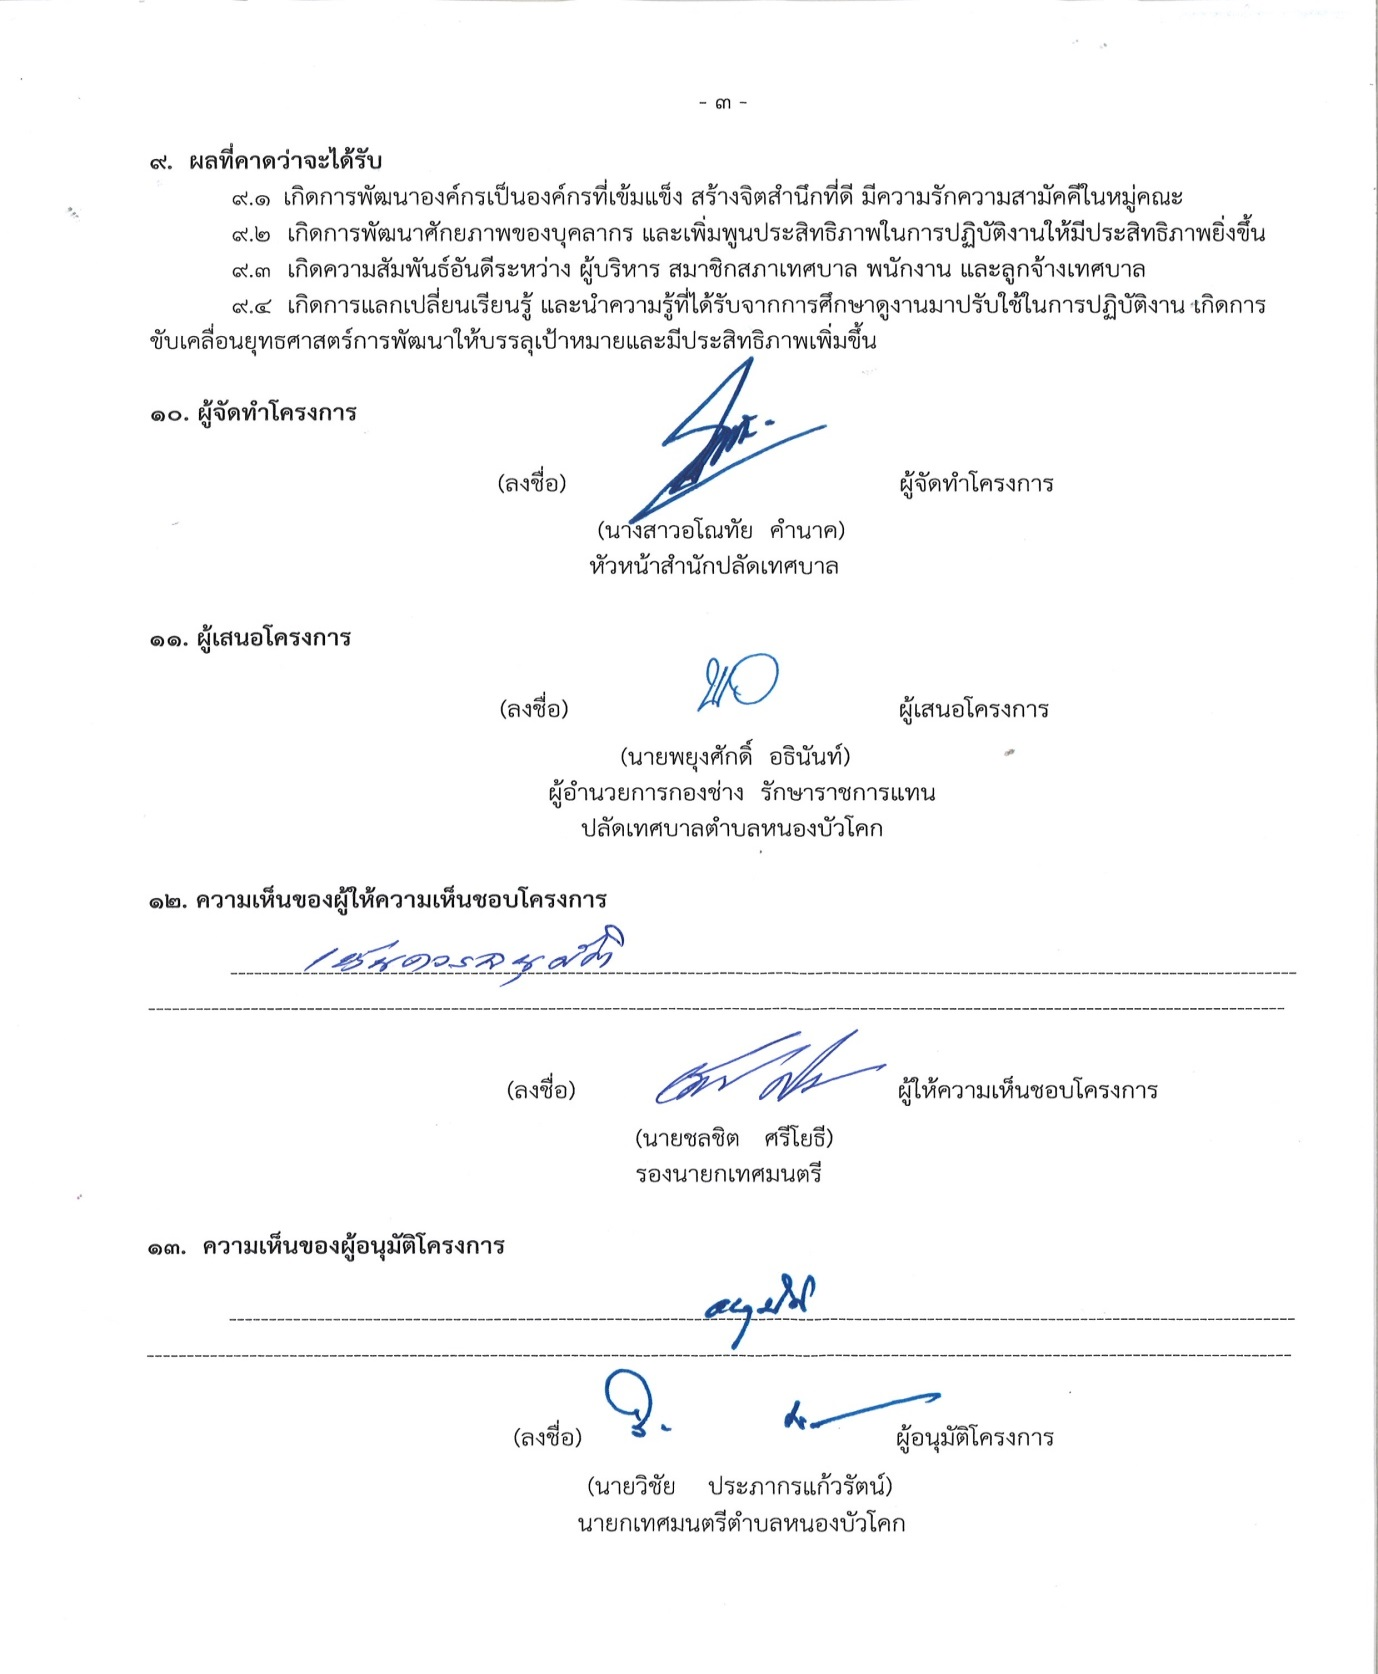 - ๓ -
๙. ผลที่คาดว่าจะได้รับ
๙.๑ เกิดการพัฒนาองค์กรเป็นองค์กรที่เข้มแข็ง สร้างจิตสำนึกที่ดี มีความรักความสามัคคีในหมู่คณะ
๙.๒ เกิดการพัฒนาศักยภาพของบุคลากร และเพิ่มพูนประสิทธิภาพในการปฏิบัติงานให้มีประสิทธิภาพยิ่งขึ้น
๙.๓ เกิดความสัมพันธ์อันดีระหว่าง ผู้บริหาร สมาชิกสภาเทศบาล พนักงาน และลูกจ้างเทศบาล
๙.๔ เกิดการแลกเปลี่ยนเรียนรู้ และนำความรู้ที่ได้รับจากการศึกษาดูงานมาปรับใช้ในการปฏิบัติงาน เกิดการ
ขับเคลื่อนยุทธศาสตร์การพัฒนาให้บรรลุเป้าหมายและมีประสิทธิภาพเพิ่มขึ้น
๑๐. ผู้จัดทำโครงการ
(ลงชื่อ) ผู้จัดทำโครงการ
(นางสาวอโณทัย คำนาค)
หัวหน้าสำนักปลัดเทศบาล
๑๑. ผู้เสนอโครงการ
(ลงชื่อ) ผู้เสนอโครงการ
(นายพยุงศักดิ์ อธินันท์)
ผู้อำนวยการกองช่าง รักษาราชการแทน
ปลัดเทศบาลตำบลหนองบัวโคก
๑๒. ความเห็นของผู้ให้ความเห็นชอบโครงการ
เห็นควรอนุมัติ
(ลงชื่อ) ผู้ให้ความเห็นชอบโครงการ
(นายชลชิต ศรีโยธี)
รองนายกเทศมนตรี
๑๓. ความเห็นของผู้อนุมัติโครงการ
อนุมัติ
(ลงชื่อ) ผู้อนุมัติโครงการ
(นายวิชัย ประภากรแก้วรัตน์)
นายกเทศมนตรีตำบลหนองบัวโคก